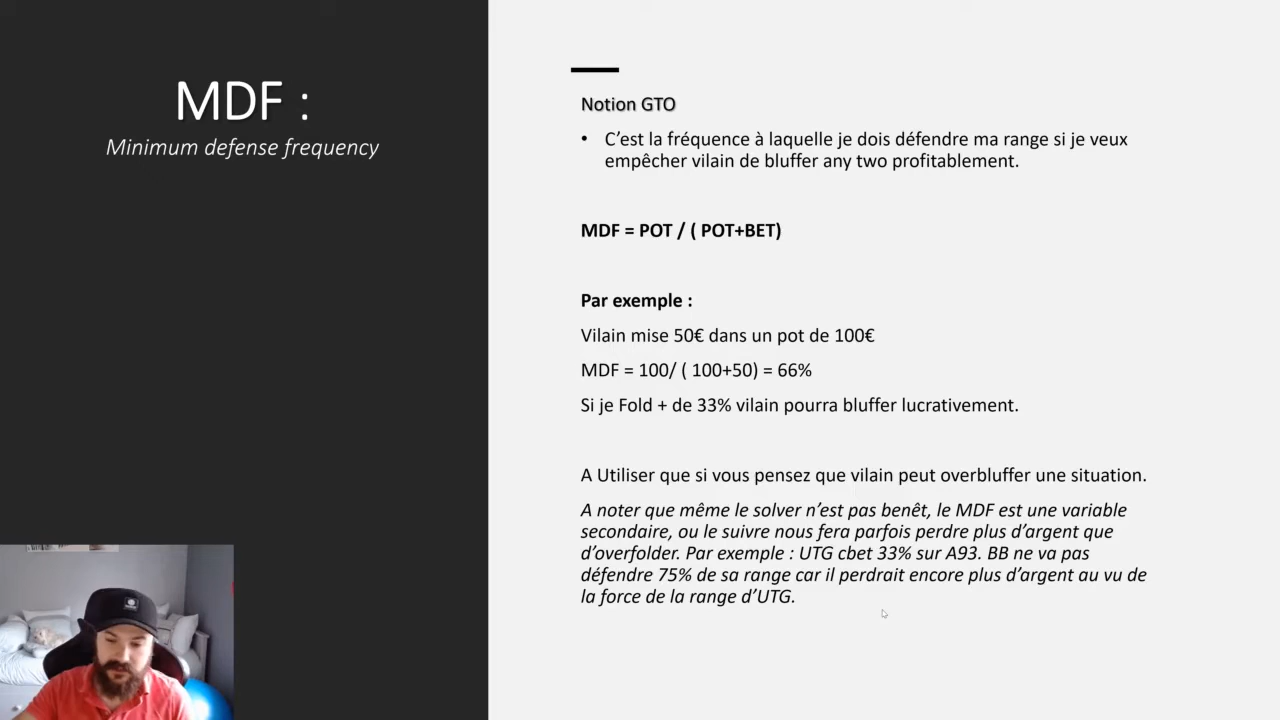 MDF :
Minimum defense frequency
Notion GTO
• C’est la fréquence à laquelle je dois défendre ma range si je veux
empêcher vilain de bluffer any two profitablement.
MDF = POT / ( POT+BET)
Par exemple :
Vilain mise 50€ dans un pot de 100€
MDF = 100/ ( 100+50) = 66%
Si je Fold + de 33% vilain pourra bluffer lucrativement.
A Utiliser que si vous pensez que vilain peut overbluffer une situation.
A noter que même le solver n’est pas benêt, le MDF est une variable
secondaire, ou le suivre nous fera parfois perdre plus d’argent que
d’overfolder. Par exemple : UTG cbet 33% sur A93. BB ne va pas
défendre 75% de sa range car il perdrait encore plus d’argent au vu de
la force de la range d’UTG.